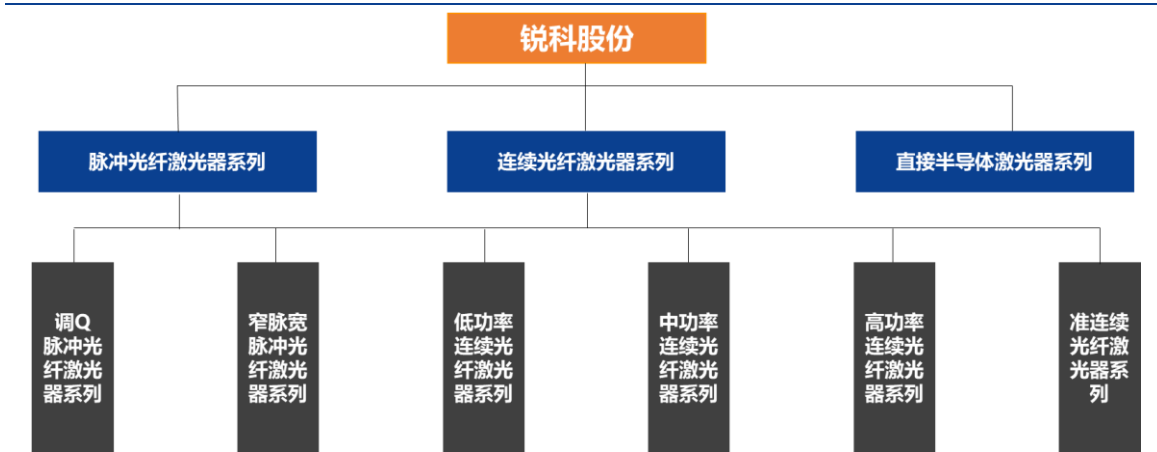 锐科股份
脉冲光纤激光器系列
连续光纤激光器系列
直接半导体激光器系列
调Q
脉冲光
纤激光
器系列
窄脉宽
脉冲光
纤激光
器系列
低功率
连续光
纤激光
器系列
中功率
连续光
纤激光
器系列
高功率
连续光
纤激光
器系列
准连续
光纤激
光器系
列